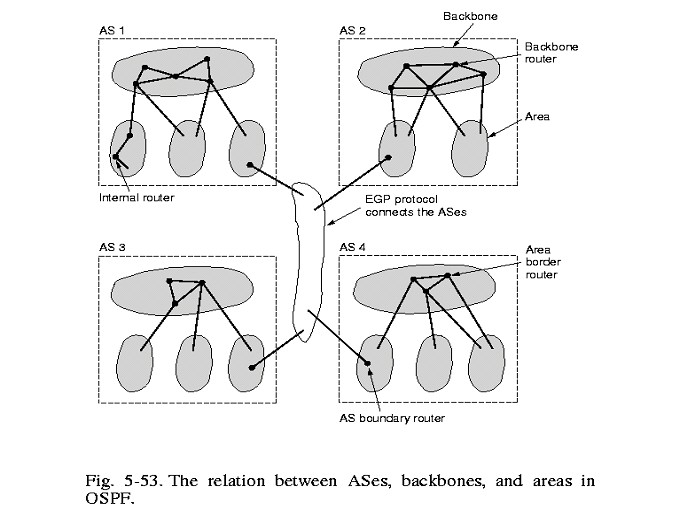 Backbone
AS 1
AS 2
Backbone
router
Area
Internal router
EGP protocol
connects the ASes
AS 3
AS 4
Area
border
router
AS boundary router
Fig. 5-53. The relation between ASes, backbones, and areas in
OSPF.